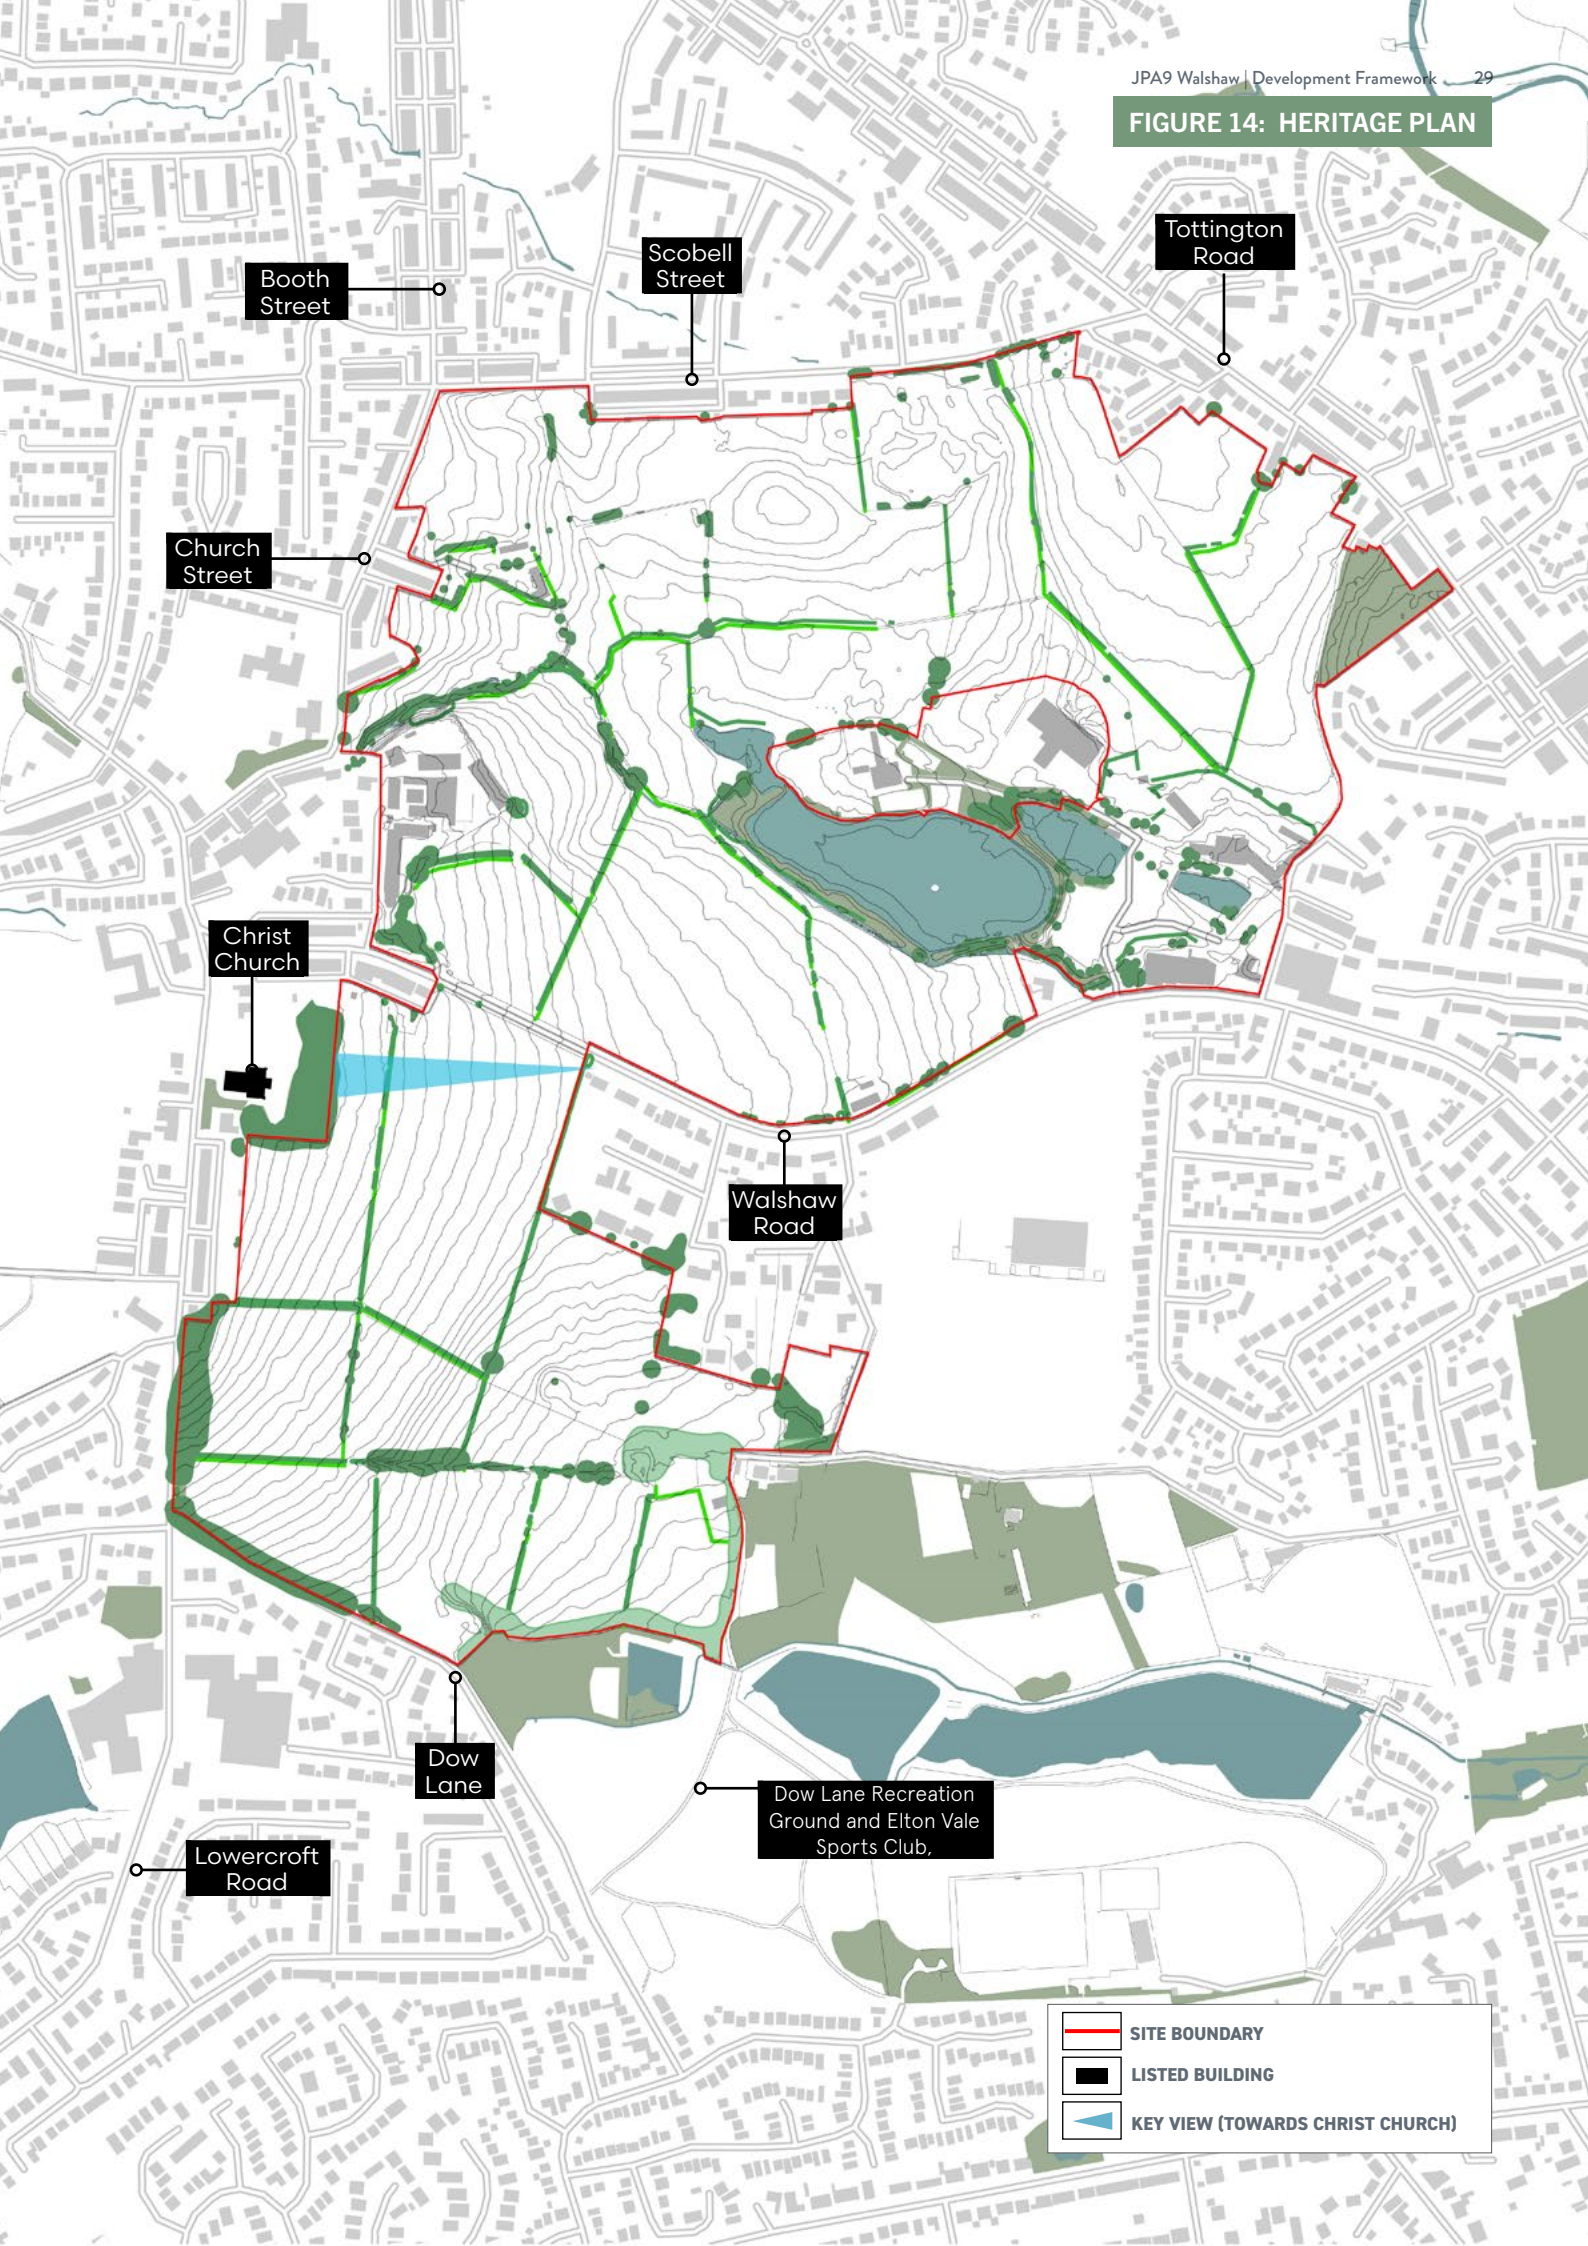 JPA9 Walshaw | Development Framework 29
FIGURE 14: HERITAGE PLAN
Tottington
Road
Scobell
Street
Booth
Street
Church
Street
Christ
Church
Walshaw
Road
Dow
Lane
Dow Lane Recreation
Ground and Elton Vale
Sports Club,
Lowercroft
Road
SITE BOUNDARY
LISTED BUILDING
KEY VIEW (TOWARDS CHRIST CHURCH)